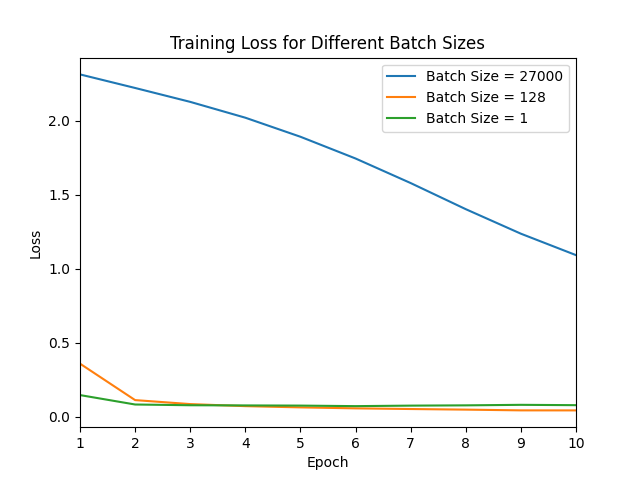 Training Loss for Different Batch Sizes
Batch Size = 27000
Batch Size = 128
Batch Size = 1
Loss
2.0
1.5
1.0
0.5
0.0
1 2 3 4 5 6 7 8 9 10
Epoch